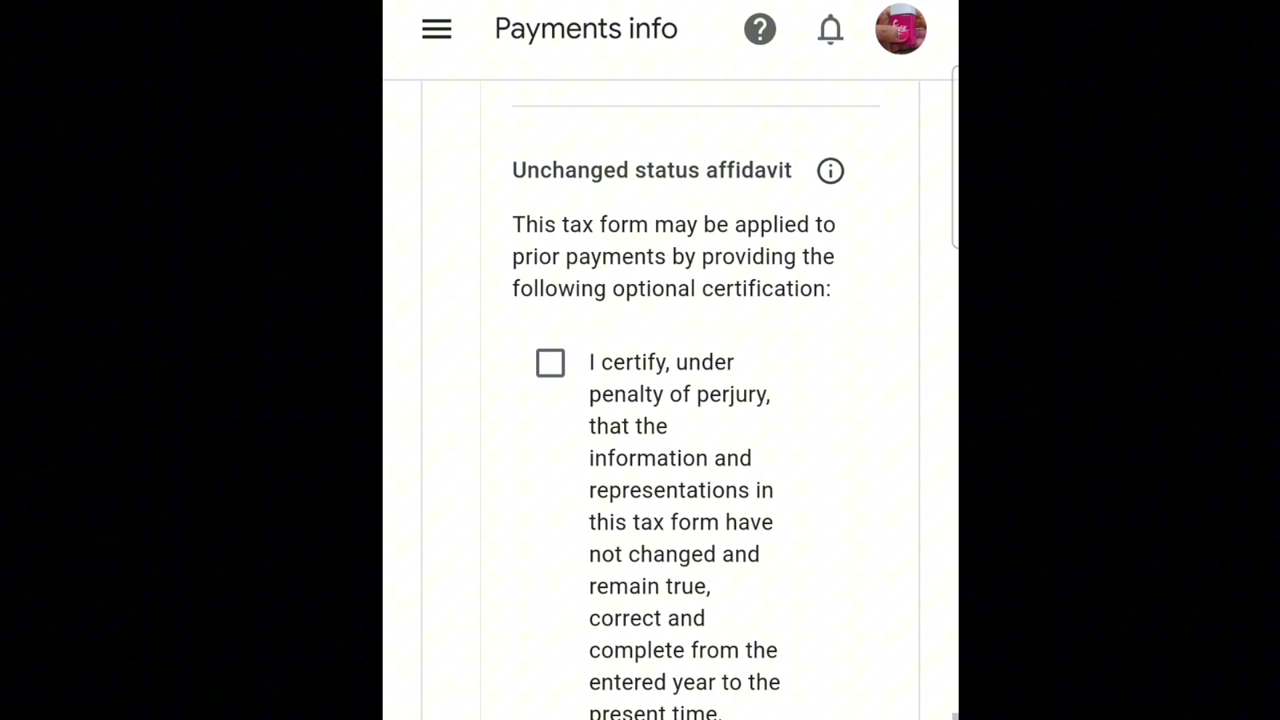 Payments info
Unchanged status affidavit
This tax form may be applied to
prior payments by providing the
following optional certification:
I certify, under
penalty of perjury,
that the
information and
representations in
this tax form have
not changed and
remain true,
correct and
complete from the
entered year to the
present time.